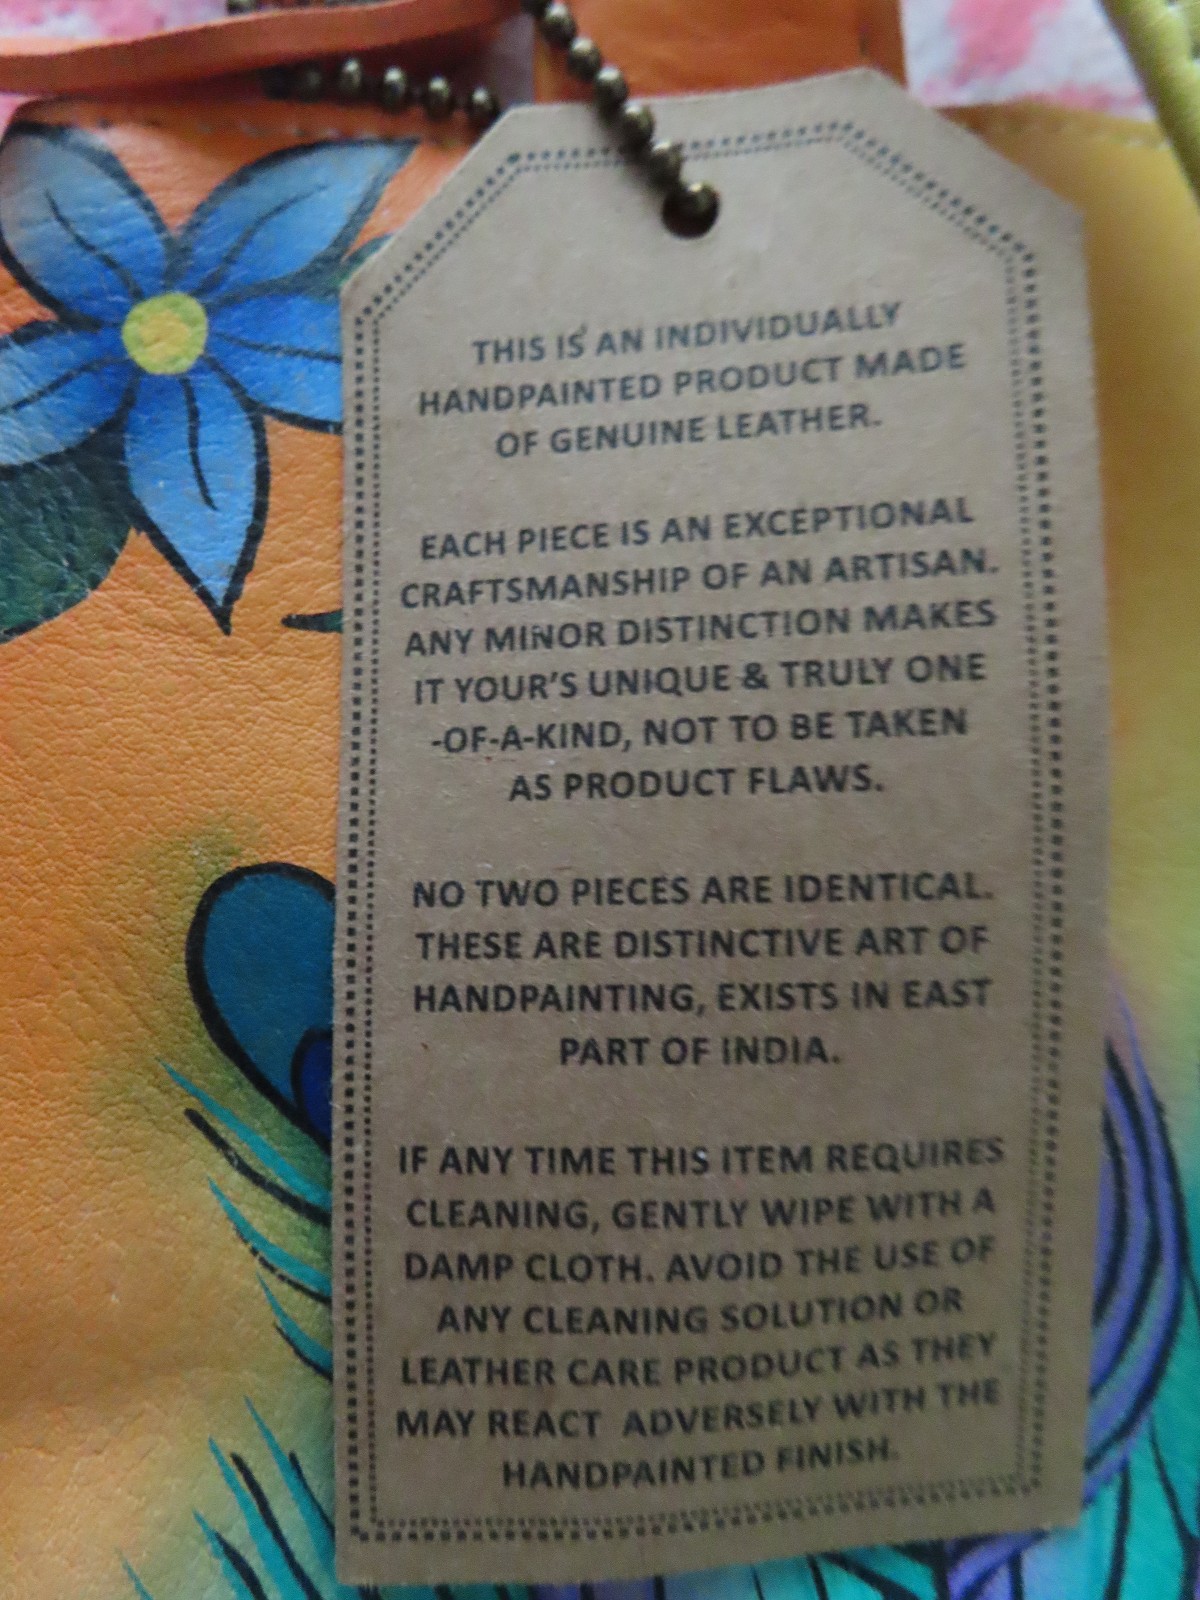 THIS IS AN INDIVIDUALLY
HANDPAINTED PRODUCT MADE
OF GENUINE LEATHER.
EACH PIECE IS AN EXCEPTIONAL
CRAFTSMANSHIP OF AN ARTISAN.
ANY MINOR DISTINCTION MAKES
IT YOUR'S UNIQUE & TRULY ONE
-OF-A-KIND, NOT TO BE TAKEN
AS PRODUCT FLAWS.
NO TWO PIECES ARE IDENTICAL.
THESE ARE DISTINCTIVE ART OF
HANDPAINTING, EXISTS IN EAST
PART OF INDIA.
IF ANY TIME THIS ITEM REQUIRES
CLEANING, GENTLY WIPE WITH A
DAMP CLOTH. AVOID THE USE OF
ANY CLEANING SOLUTION OR
LEATHER CARE PRODUCT AS THEY
MAY REACT ADVERSELY WITH THE
HANDPAINTED FINISH.